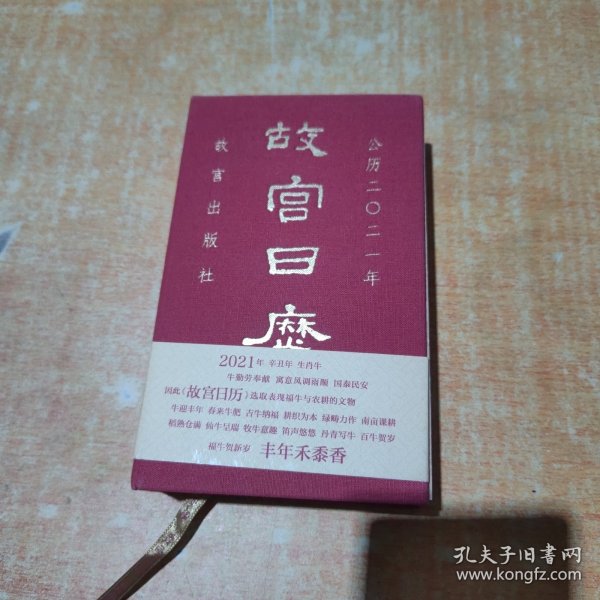 公历二〇二一年
故宫日历
故宫出版社
2021年 辛丑年 生肖牛
牛勤劳奉献 寓意风调雨顺 国泰民安
因此《故宫日历》选取表现福牛与农耕的文物
牛迎丰年 春来牛肥 吉牛纳福 耕织为本 绿畴力作 南亩课耕
稻熟仓满 仙牛呈瑞 牧牛意趣 笛声悠悠 丹青写牛 百牛贺岁
福牛贺新岁 丰年禾黍香
孔夫子旧书网
www.kongfz.com